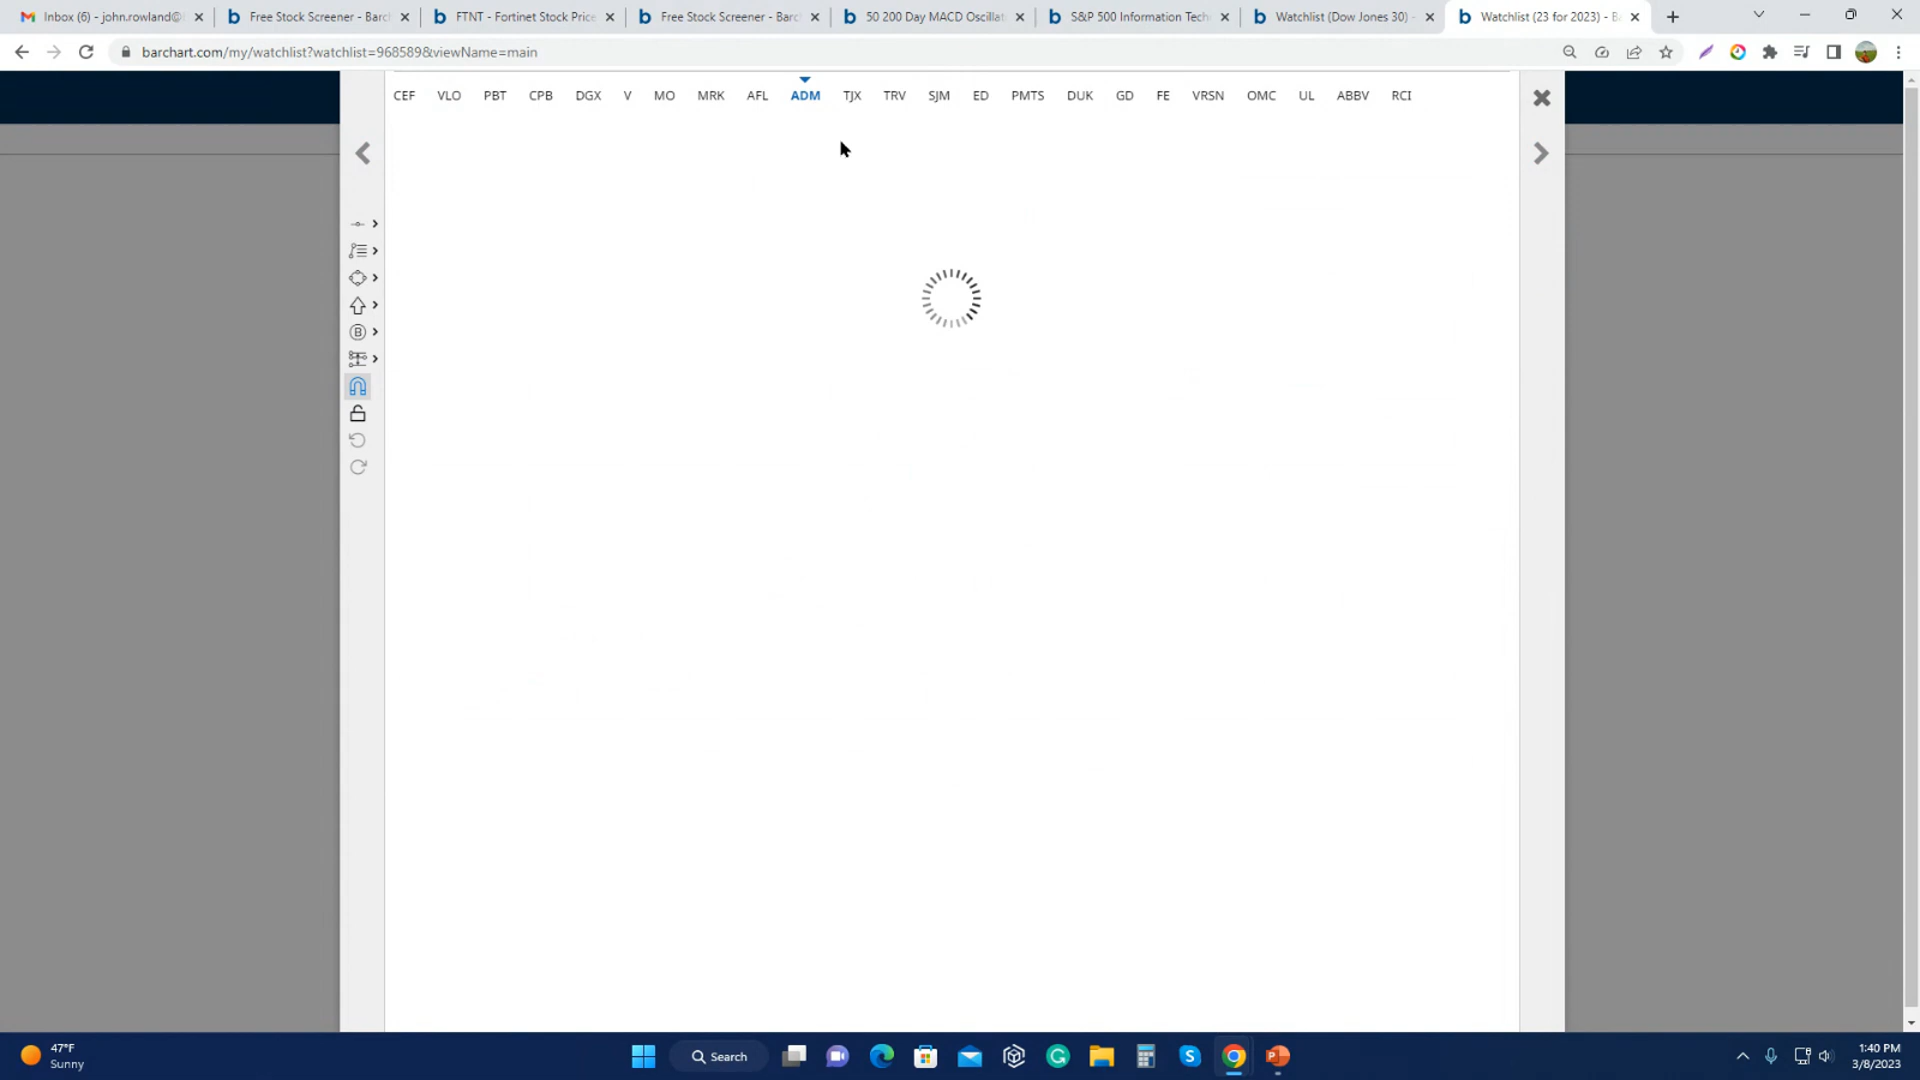 Inbox (6) - john.rowland@
Free Stock Screener - Barc
FTNT - Fortinet Stock Price
Free Stock Screener - Barc
50 200 Day MACD Oscillat
S&P 500 Information Tech
Watchlist (Dow Jones 30) -
Watchlist (23 for 2023) - B
barchart.com/my/watchlist?watchlist=968589&viewName=main
CEF VLO PBT CPB DGX V MO MRK AFL ADM TJX TRV SJM ED PMTS DUK GD FE VRSN OMC UL ABBV RCI
47°F
Sunny
Search
1:40 PM
3/8/2023